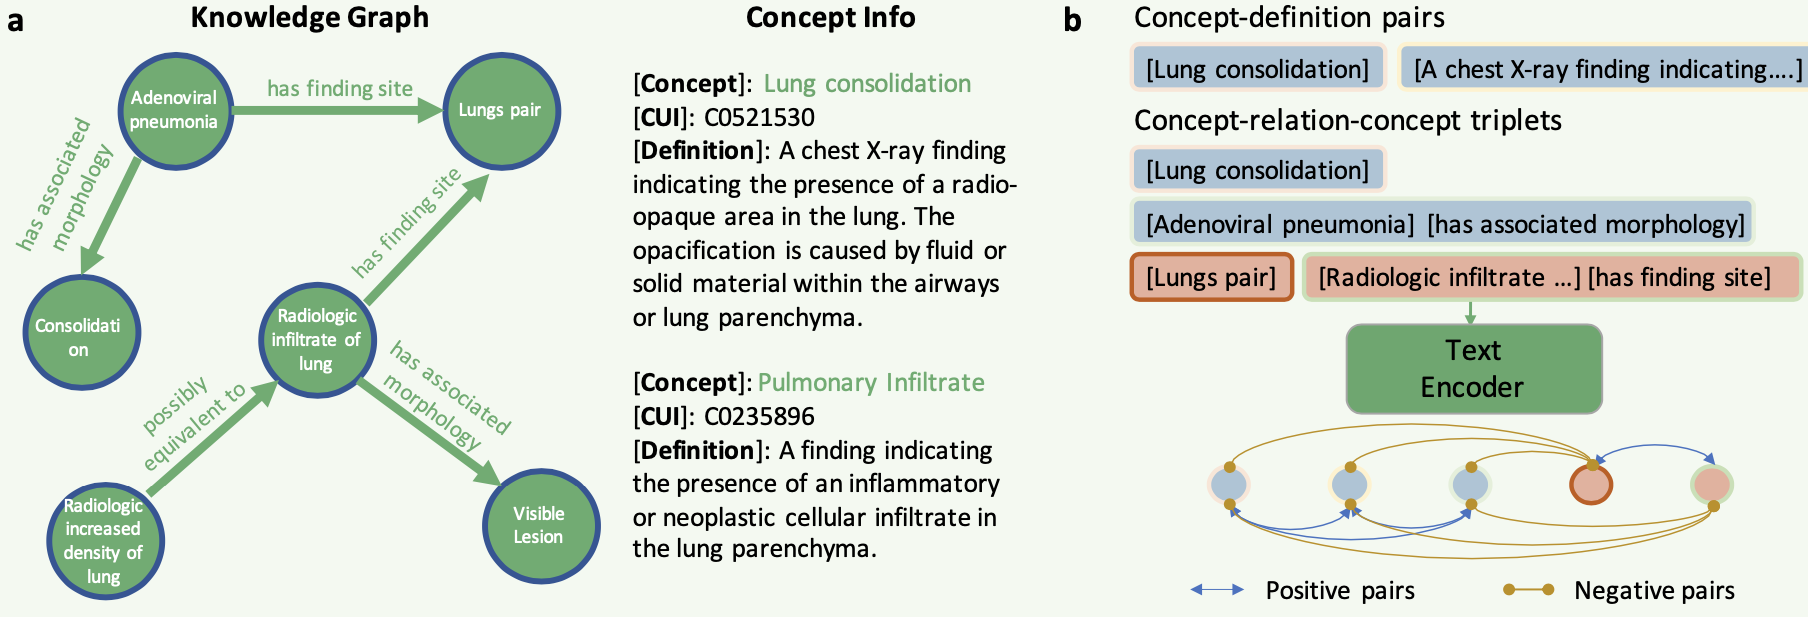 a
Knowledge Graph
Adenoviral
pneumonia
has finding site
Lungs pair
has associated
morphology
has finding site
Consolidati
on
Radiologic
infiltrate of
lung
possibly
equivalent to
has associated
morphology
Radiologic
increased
density of
lung
Visible
Lesion
Concept Info
[Concept]: Lung consolidation
[CUI]: C0521530
[Definition]: A chest X-ray finding
indicating the presence of a radio-
opaque area in the lung. The
opacification is caused by fluid or
solid material within the airways
or lung parenchyma.
[Concept]: Pulmonary Infiltrate
[CUI]: C0235896
[Definition]: A finding indicating
the presence of an inflammatory
or neoplastic cellular infiltrate in
the lung parenchyma.
b
Concept-definition pairs
[Lung consolidation] [A chest X-ray finding indicating....]
Concept-relation-concept triplets
[Lung consolidation]
[Adenoviral pneumonia] [has associated morphology]
[Lungs pair] [Radiologic infiltrate ...] [has finding site]
Text
Encoder
Positive pairs
Negative pairs